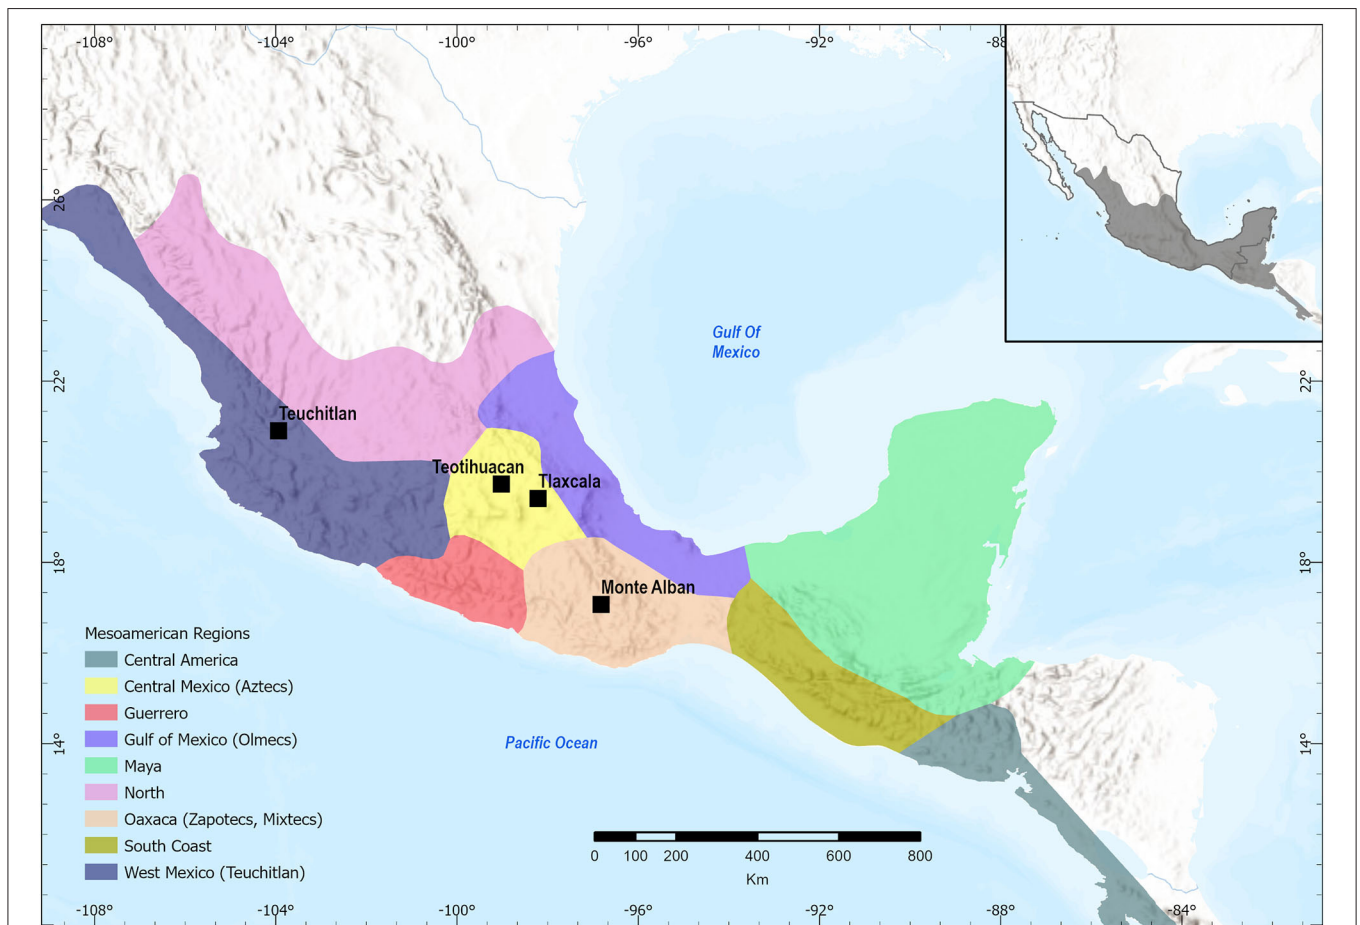 -108° -104° -100° -96° -92° -88
26°
Gulf Of
Mexico
22° 22°
Teuchitlan
Teotihuacan
Tlaxcala
18° 18°
Monte Alban
Mesoamerican Regions
Central America
Central Mexico (Aztecs)
Guerrero
Gulf of Mexico (Olmecs)
Maya
North
Oaxaca (Zapotecs, Mixtecs)
South Coast
West Mexico (Teuchitlan)
Pacific Ocean
14° 14°
0 100 200 400 600 800
Km
-108° -104° -100° -96° -92° -88° -84°